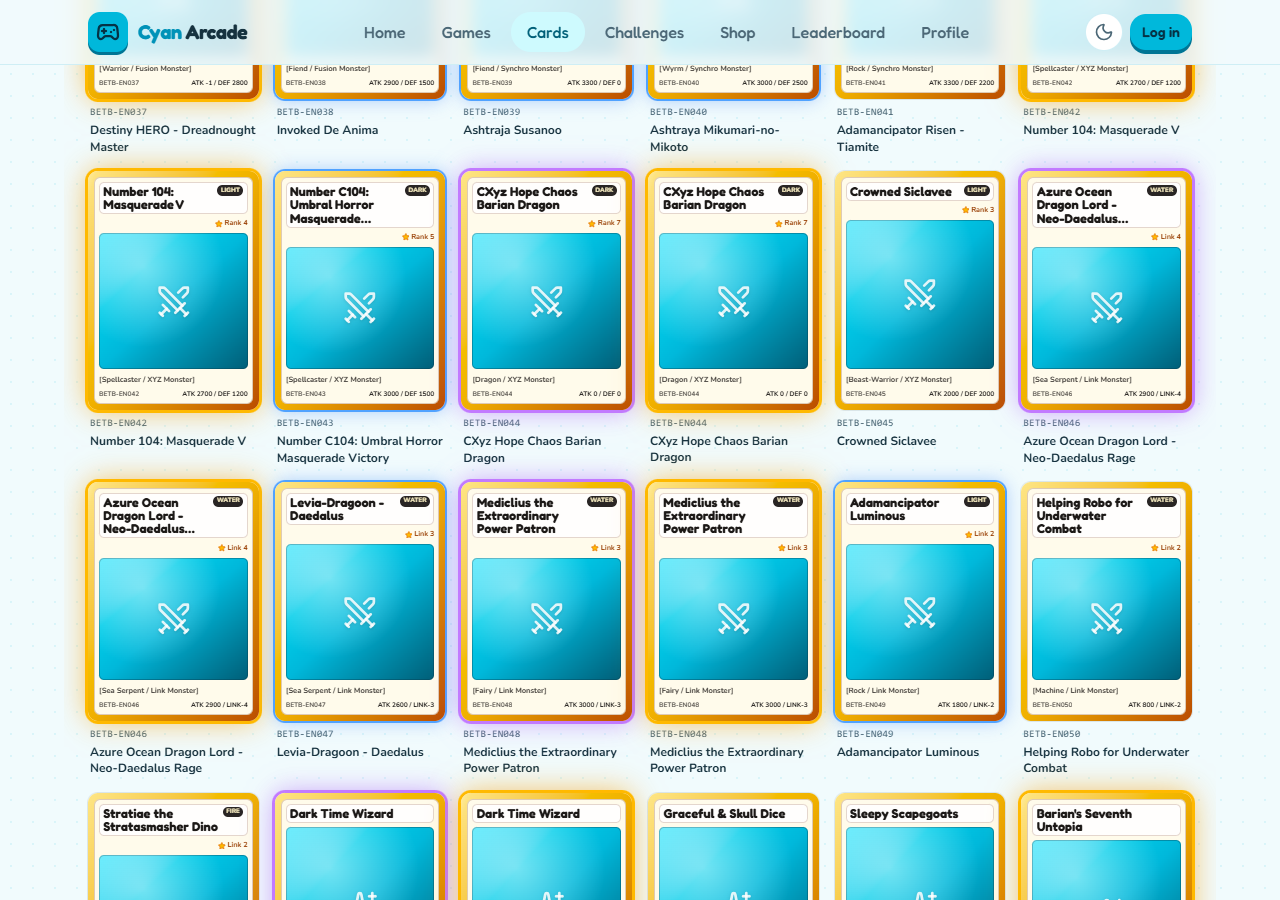 Cyan Arcade
Home
Games
Cards
Challenges
Shop
Leaderboard
Profile
Log in
[Warrior / Fusion Monster]
BETB-EN037
ATK -1 / DEF 2800
BETB-EN037
Destiny HERO - Dreadnought
Master
[Fiend / Fusion Monster]
BETB-EN038
ATK 2900 / DEF 1500
BETB-EN038
Invoked De Anima
[Fiend / Synchro Monster]
BETB-EN039
ATK 3300 / DEF 0
BETB-EN039
Ashtraja Susanoo
[Wyrm / Synchro Monster]
BETB-EN040
ATK 3000 / DEF 2500
BETB-EN040
Ashtraya Mikumari-no-
Mikoto
[Rock / Synchro Monster]
BETB-EN041
ATK 3300 / DEF 2200
BETB-EN041
Adamancipator Risen -
Tiamite
[Spellcaster / XYZ Monster]
BETB-EN042
ATK 2700 / DEF 1200
BETB-EN042
Number 104: Masquerade V
Number 104:
Masquerade V
LIGHT
Rank 4
[Spellcaster / XYZ Monster]
BETB-EN042
ATK 2700 / DEF 1200
BETB-EN042
Number 104: Masquerade V
Number C104:
Umbral Horror
Masquerade...
DARK
Rank 5
[Spellcaster / XYZ Monster]
BETB-EN043
ATK 3000 / DEF 1500
BETB-EN043
Number C104: Umbral Horror
Masquerade Victory
CXyz Hope Chaos
Barian Dragon
DARK
Rank 7
[Dragon / XYZ Monster]
BETB-EN044
ATK 0 / DEF 0
BETB-EN044
CXyz Hope Chaos Barian
Dragon
CXyz Hope Chaos
Barian Dragon
DARK
Rank 7
[Dragon / XYZ Monster]
BETB-EN044
ATK 0 / DEF 0
BETB-EN044
CXyz Hope Chaos Barian
Dragon
Crowned Siclavee
LIGHT
Rank 3
[Beast-Warrior / XYZ Monster]
BETB-EN045
ATK 2000 / DEF 2000
BETB-EN045
Crowned Siclavee
Azure Ocean
Dragon Lord -
Neo-Daedalus...
WATER
Link 4
[Sea Serpent / Link Monster]
BETB-EN046
ATK 2900 / LINK-4
BETB-EN046
Azure Ocean Dragon Lord -
Neo-Daedalus Rage
Azure Ocean
Dragon Lord -
Neo-Daedalus...
WATER
Link 4
[Sea Serpent / Link Monster]
BETB-EN046
ATK 2900 / LINK-4
BETB-EN046
Azure Ocean Dragon Lord -
Neo-Daedalus Rage
Levia-Dragoon -
Daedalus
WATER
Link 3
[Sea Serpent / Link Monster]
BETB-EN047
ATK 2600 / LINK-3
BETB-EN047
Levia-Dragoon - Daedalus
Mediclius the
Extraordinary
Power Patron
WATER
Link 3
[Fairy / Link Monster]
BETB-EN048
ATK 3000 / LINK-3
BETB-EN048
Mediclius the Extraordinary
Power Patron
Mediclius the
Extraordinary
Power Patron
WATER
Link 3
[Fairy / Link Monster]
BETB-EN048
ATK 3000 / LINK-3
BETB-EN048
Mediclius the Extraordinary
Power Patron
Adamancipator
Luminous
LIGHT
Link 2
[Rock / Link Monster]
BETB-EN049
ATK 1800 / LINK-2
BETB-EN049
Adamancipator Luminous
Helping Robo for
Underwater
Combat
WATER
Link 2
[Machine / Link Monster]
BETB-EN050
ATK 800 / LINK-2
BETB-EN050
Helping Robo for Underwater
Combat
Stratiae the
Stratasmasher Dino
FIRE
Link 2
Dark Time Wizard
Dark Time Wizard
Graceful & Skull Dice
Sleepy Scapegoats
Barian's Seventh
Untopia